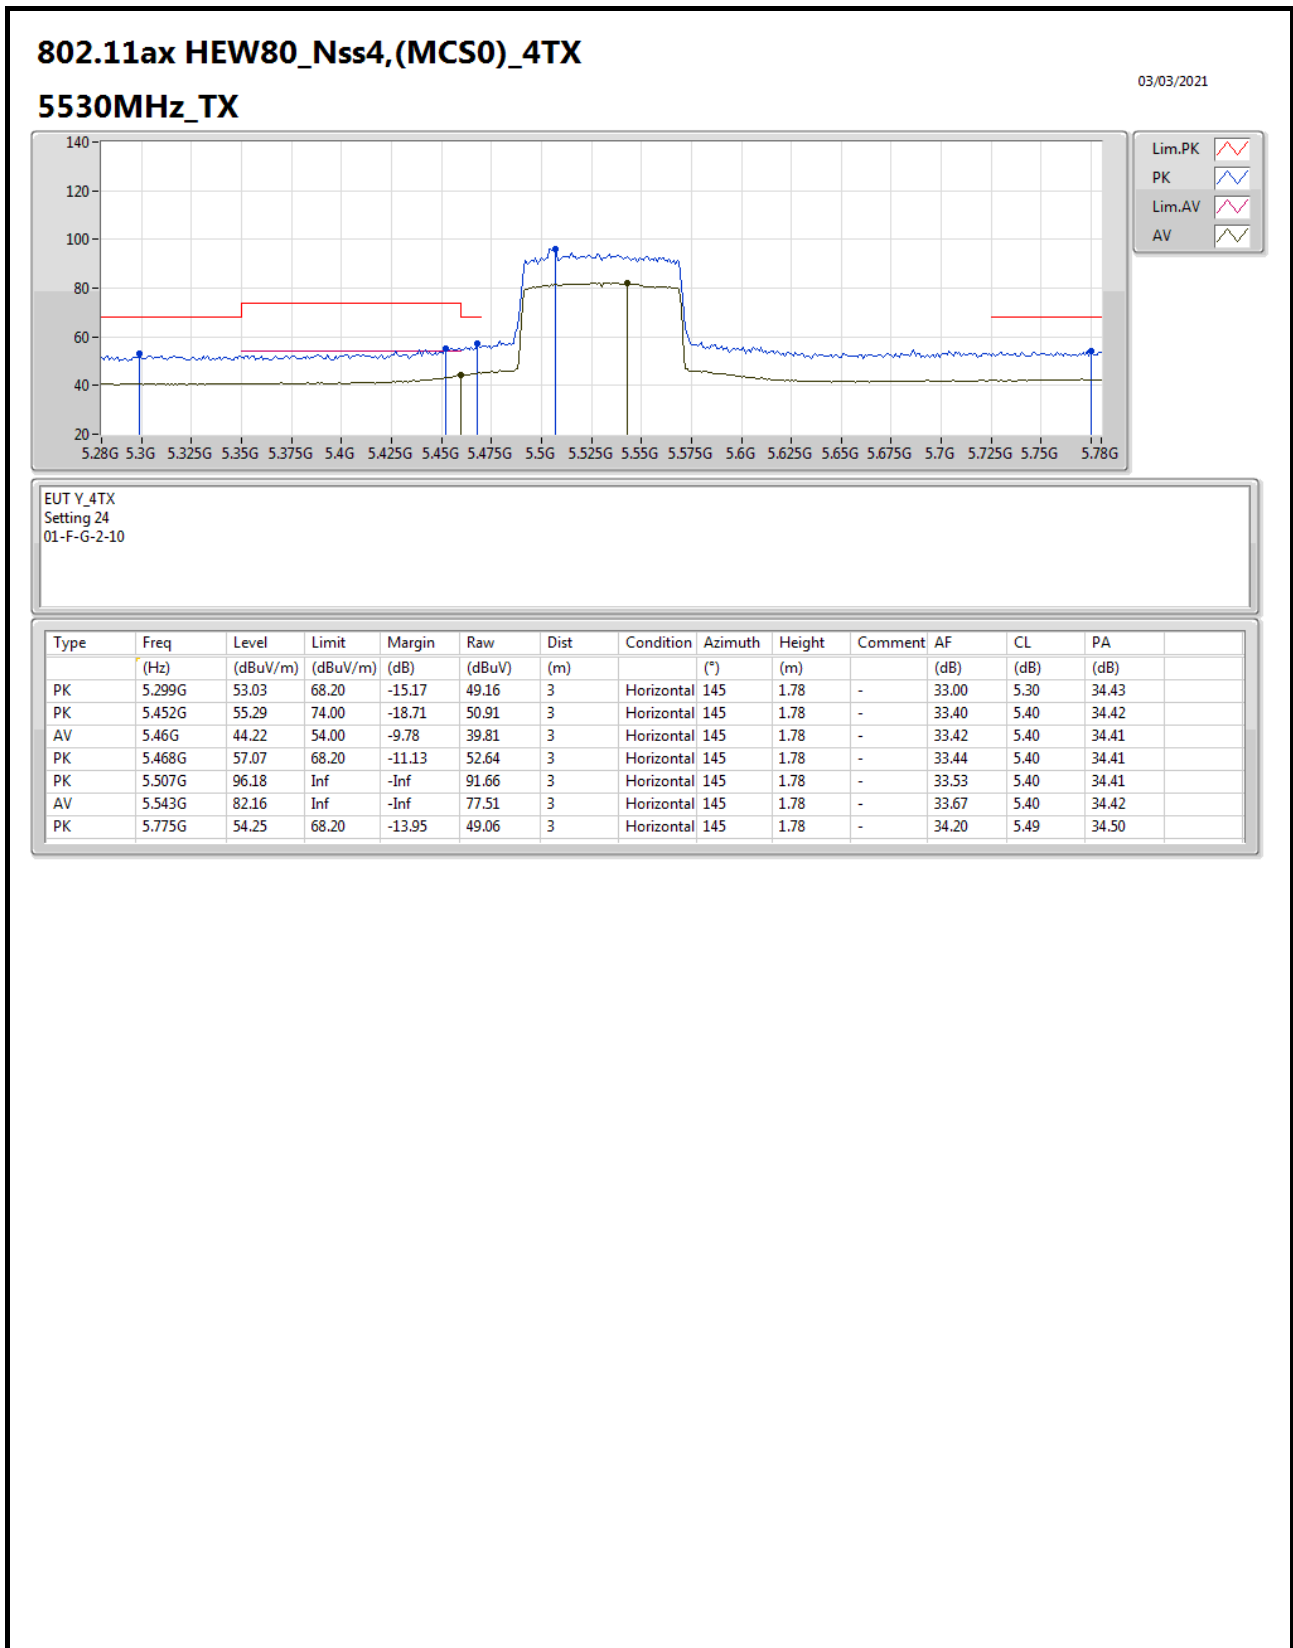 802.11ax HEW80_Nss4,(MCS0)_4TX
03/03/2021
5530MHz_TX
140
120
100
80
60
40
20
5.28G 5.3G 5.325G 5.35G 5.375G 5.4G 5.425G 5.45G 5.475G 5.5G 5.525G 5.55G 5.575G 5.6G 5.625G 5.65G 5.675G 5.7G 5.725G 5.75G 5.78G
Lim.PK
PK
Lim.AV
AV
EUT Y_4TX
Setting 24
01-F-G-2-10
Type Freq Level Limit Margin Raw Dist Condition Azimuth Height Comment AF CL PA
(Hz) (dBuV/m) (dBuV/m) (dB) (dBuV) (m) (°) (m) (dB) (dB) (dB)
PK 5.299G 53.03 68.20 -15.17 49.16 3 Horizontal 145 1.78 - 33.00 5.30 34.43
PK 5.452G 55.29 74.00 -18.71 50.91 3 Horizontal 145 1.78 - 33.40 5.40 34.42
AV 5.46G 44.22 54.00 -9.78 39.81 3 Horizontal 145 1.78 - 33.42 5.40 34.41
PK 5.468G 57.07 68.20 -11.13 52.64 3 Horizontal 145 1.78 - 33.44 5.40 34.41
PK 5.507G 96.18 Inf -Inf 91.66 3 Horizontal 145 1.78 - 33.53 5.40 34.41
AV 5.543G 82.16 Inf -Inf 77.51 3 Horizontal 145 1.78 - 33.67 5.40 34.42
PK 5.775G 54.25 68.20 -13.95 49.06 3 Horizontal 145 1.78 - 34.20 5.49 34.50